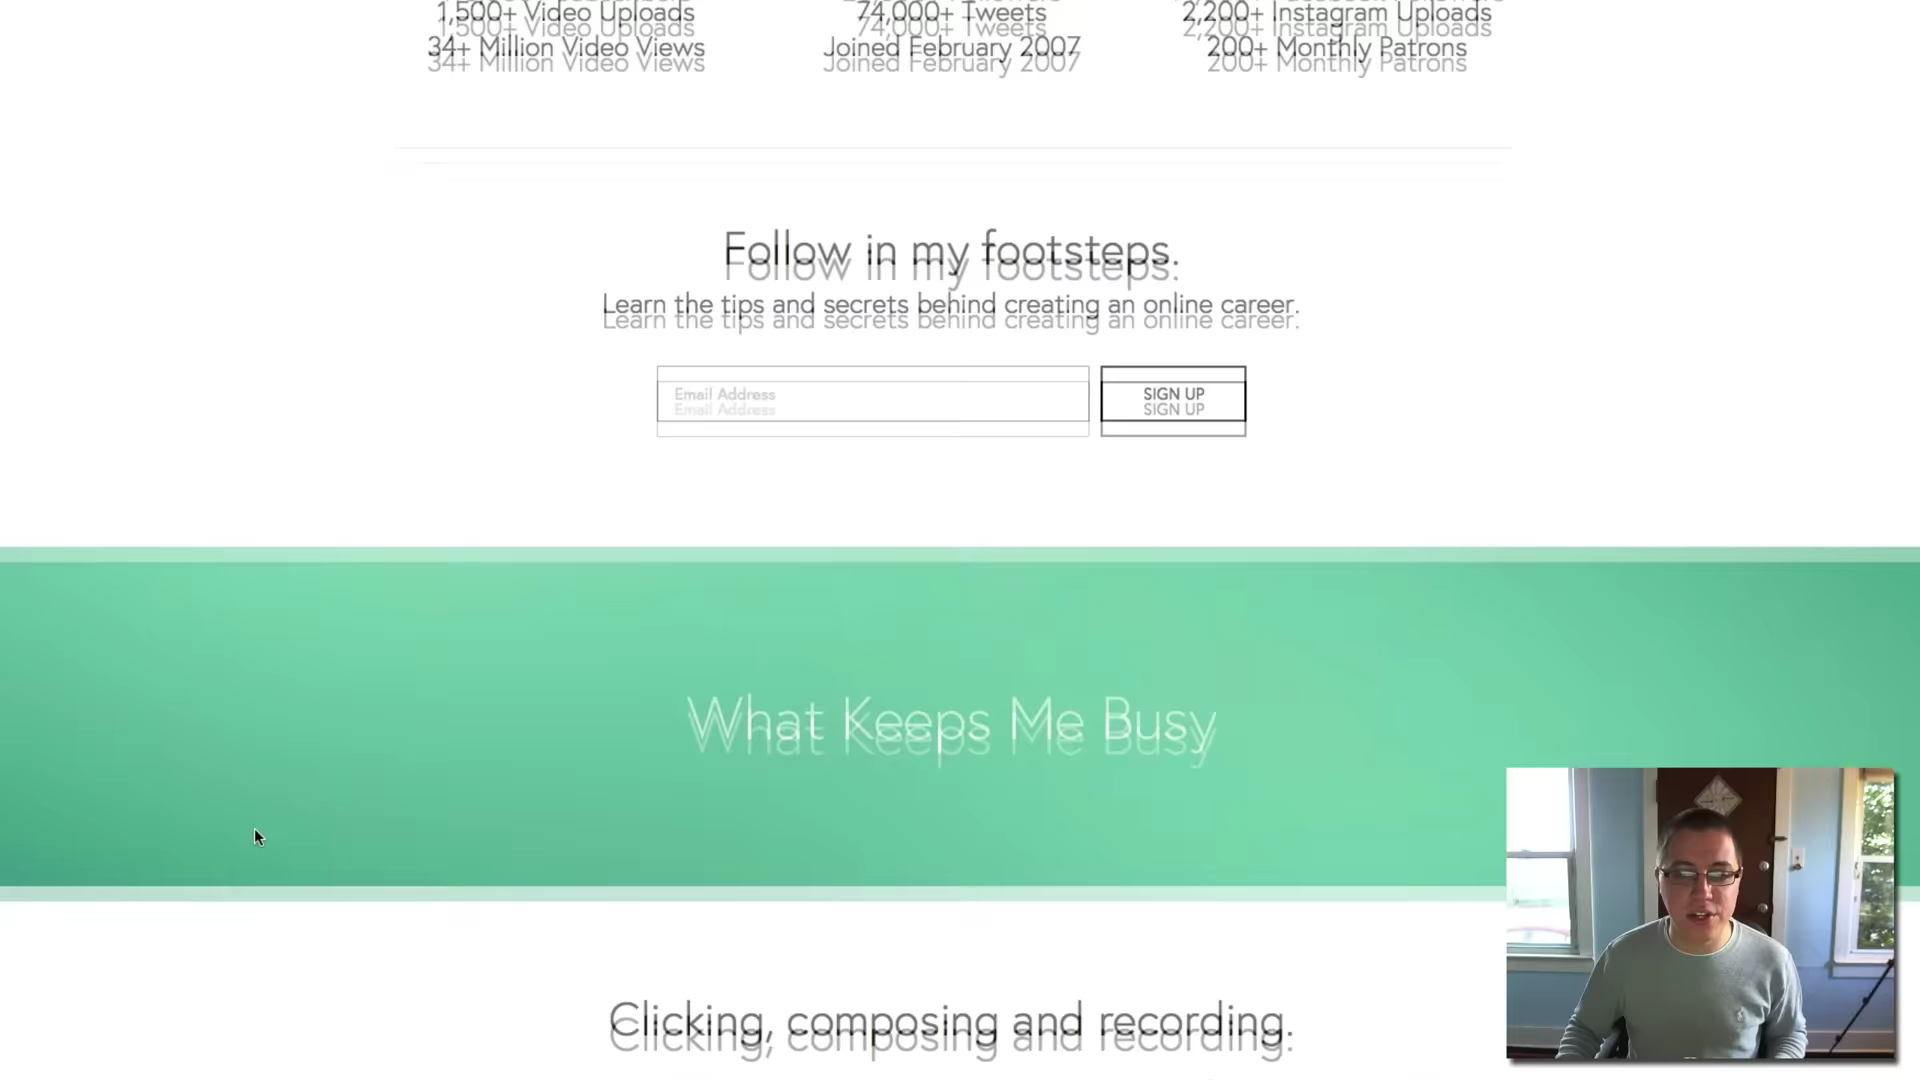 1,500+ Video Uploads
74,000+ Tweets
2,200+ Instagram Uploads
34+ Million Video Views
Joined February 2007
200+ Monthly Patrons
Follow in my footsteps.
Learn the tips and secrets behind creating an online career.
Email Address
SIGN UP
What Keeps Me Busy
Clicking, composing and recording.